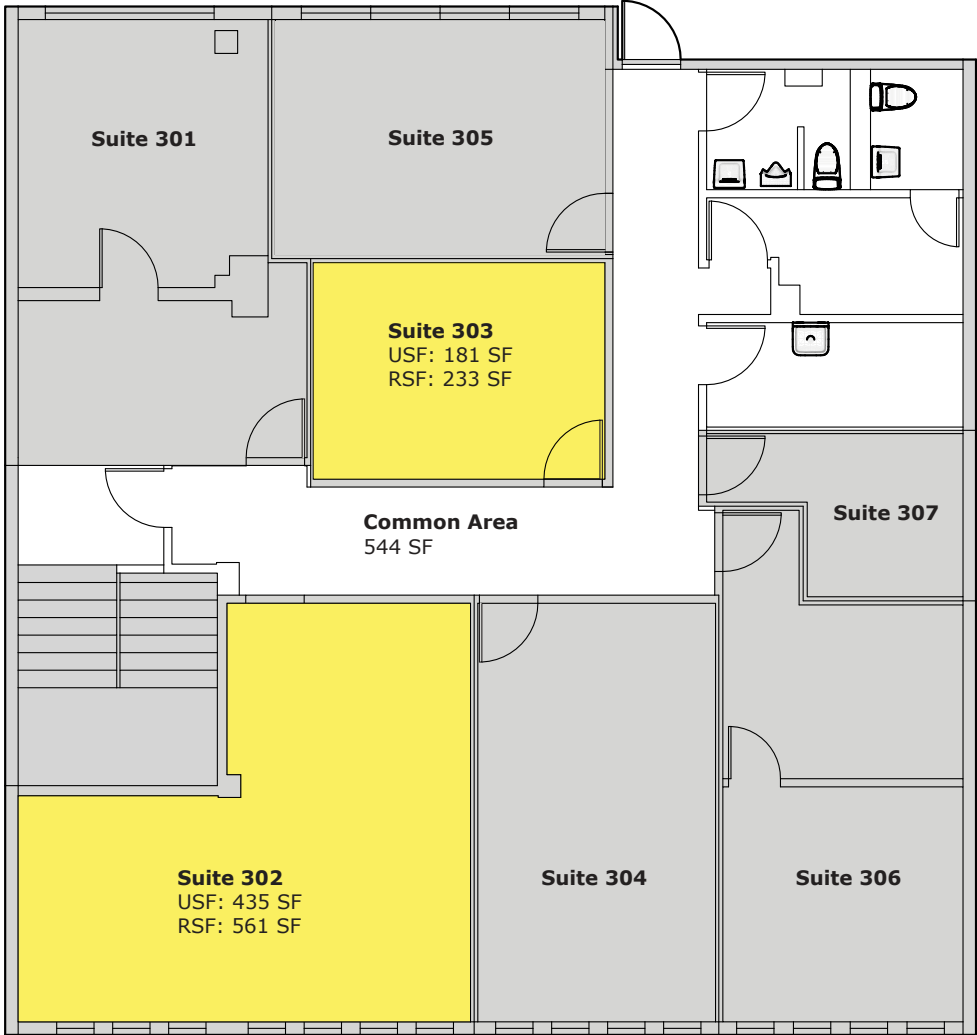 Suite 301
Suite 305
Suite 303
USF: 181 SF
RSF: 233 SF
Common Area
544 SF
Suite 307
Suite 302
USF: 435 SF
RSF: 561 SF
Suite 304
Suite 306